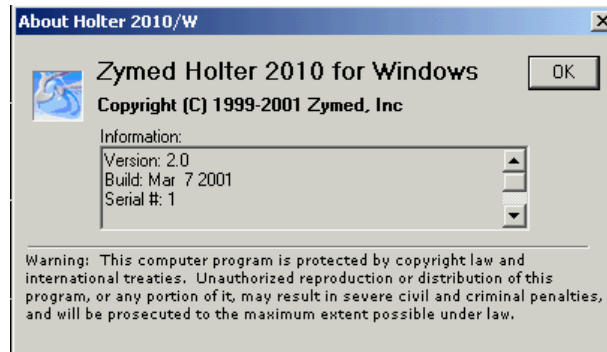 About Holter 2010/W
Zymed Holter 2010 for Windows
OK
Copyright (C) 1999-2001 Zymed, Inc
Information:
Version: 2.0
Build: Mar 7 2001
Serial #: 1
Warning: This computer program is protected by copyright law and
international treaties. Unauthorized reproduction or distribution of this
program, or any portion of it, may result in severe civil and criminal penalties,
and will be prosecuted to the maximum extent possible under law.